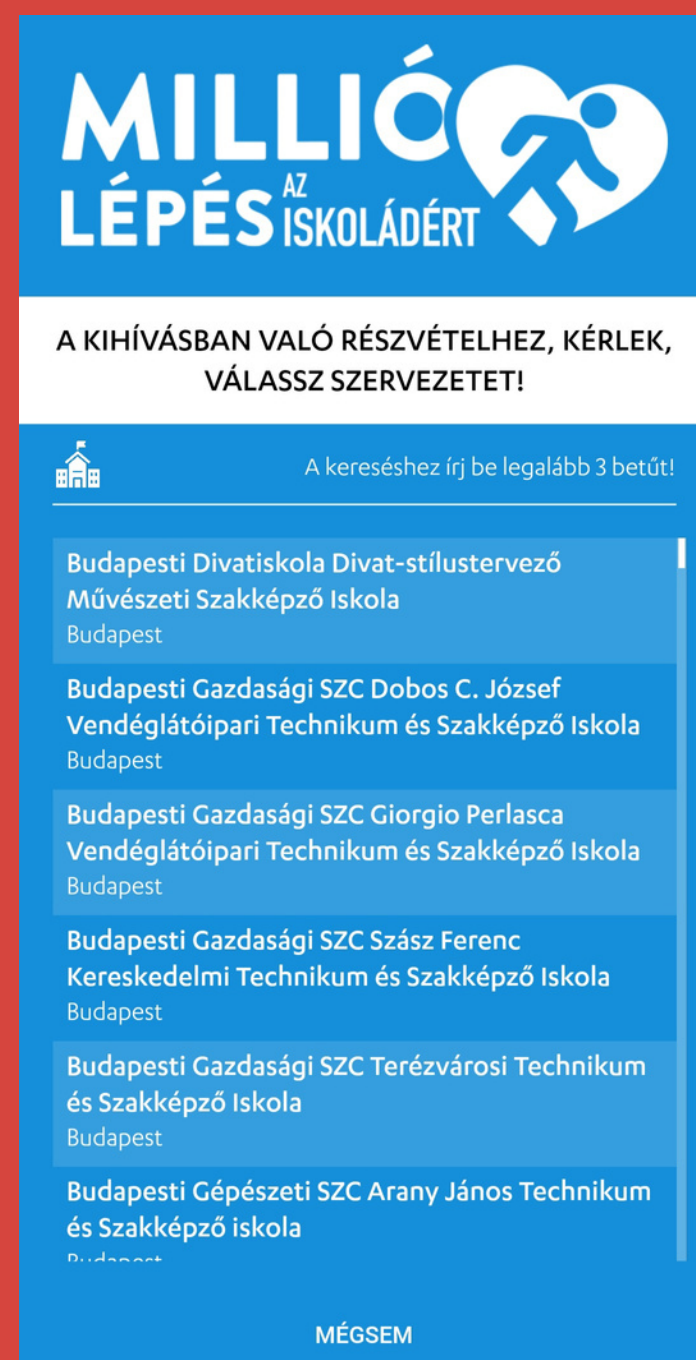 MILLIÓ
LÉPÉS AZ ISKOLÁDÉRT
A KIHÍVÁSBAN VALÓ RÉSZVÉTELHEZ, KÉRLEK,
VÁLASSZ SZERVEZETET!
A kereséshez írj be legalább 3 betűt!
Budapesti Divatiskola Divat-stílustervező
Művészeti Szakképző Iskola
Budapest
Budapesti Gazdasági SZC Dobos C. József
Vendéglátóipari Technikum és Szakképző Iskola
Budapest
Budapesti Gazdasági SZC Giorgio Perlasca
Vendéglátóipari Technikum és Szakképző Iskola
Budapest
Budapesti Gazdasági SZC Szász Ferenc
Kereskedelmi Technikum és Szakképző Iskola
Budapest
Budapesti Gazdasági SZC Terézvárosi Technikum
és Szakképző Iskola
Budapest
Budapesti Gépészeti SZC Arany János Technikum
és Szakképző iskola
Budapest
MÉGSEM